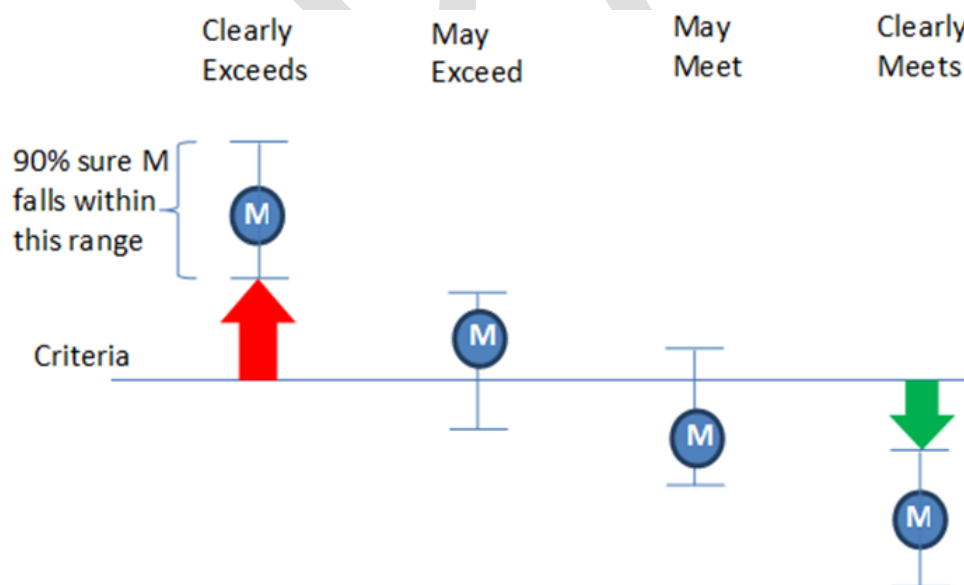 Clearly
Exceeds
May
Exceed
May
Meet
Clearly
Meets
90% sure M
falls within
this range
M
M
Criteria
M
M